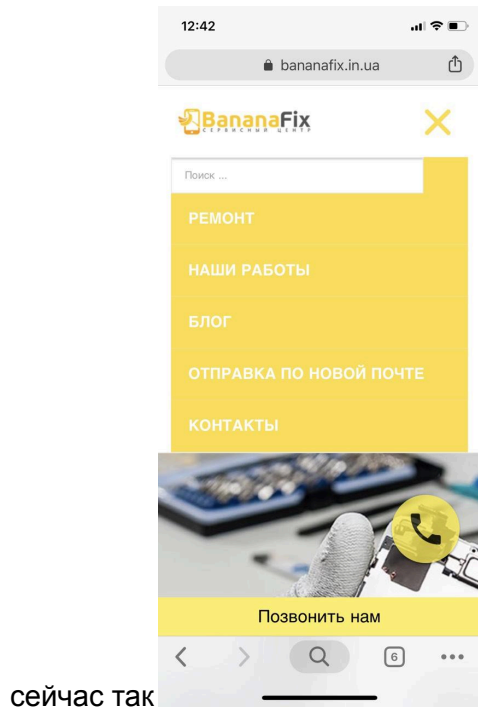 12:42
bananafix.in.ua
BananaFix
СЕРВИСНЫЙ ЦЕНТР
Поиск ...
РЕМОНТ
НАШИ РАБОТЫ
БЛОГ
ОТПРАВКА ПО НОВОЙ ПОЧТЕ
КОНТАКТЫ
Позвонить нам
6
сейчас так